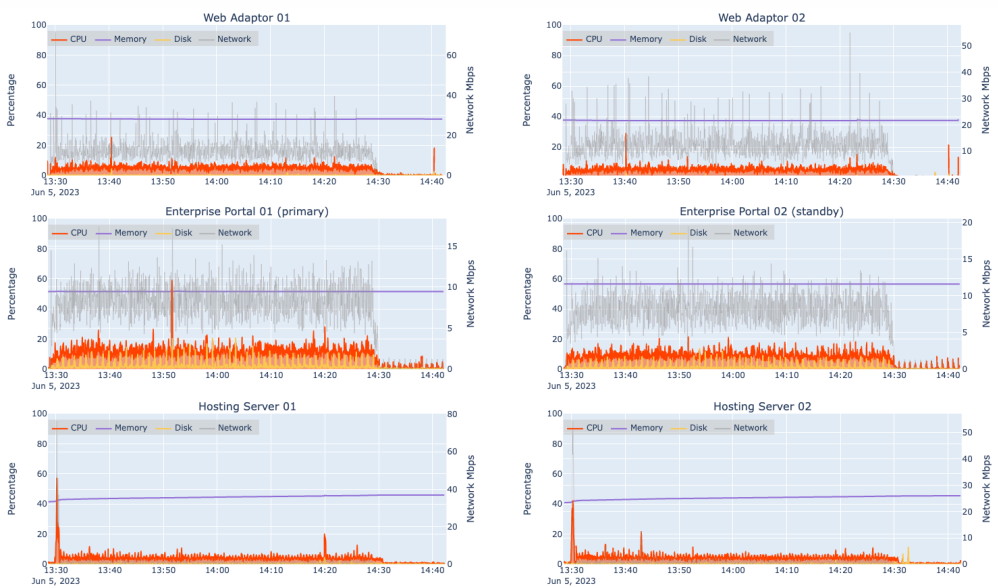 Web Adaptor 01
CPU Memory Disk Network
100
80
60
40
20
0
Percentage
60
40
20
0
Network Mbps
13:30 13:40 13:50 14:00 14:10 14:20 14:30 14:40
Jun 5, 2023
Web Adaptor 02
CPU Memory Disk Network
100
80
60
40
20
Percentage
50
40
30
20
10
Network Mbps
13:30 13:40 13:50 14:00 14:10 14:20 14:30 14:40
Jun 5, 2023
Enterprise Portal 01 (primary)
CPU Memory Disk Network
100
80
60
40
20
0
Percentage
15
10
5
0
Network Mbps
13:30 13:40 13:50 14:00 14:10 14:20 14:30 14:40
Jun 5, 2023
Enterprise Portal 02 (standby)
CPU Memory Disk Network
100
80
60
40
20
0
Percentage
20
15
10
5
0
Network Mbps
13:30 13:40 13:50 14:00 14:10 14:20 14:30 14:40
Jun 5, 2023
Hosting Server 01
CPU Memory Disk Network
100
80
60
40
20
0
Percentage
80
60
40
20
0
Network Mbps
13:30 13:40 13:50 14:00 14:10 14:20 14:30 14:40
Jun 5, 2023
Hosting Server 02
CPU Memory Disk Network
100
80
60
40
20
0
Percentage
50
40
30
20
10
0
Network Mbps
13:30 13:40 13:50 14:00 14:10 14:20 14:30 14:40
Jun 5, 2023